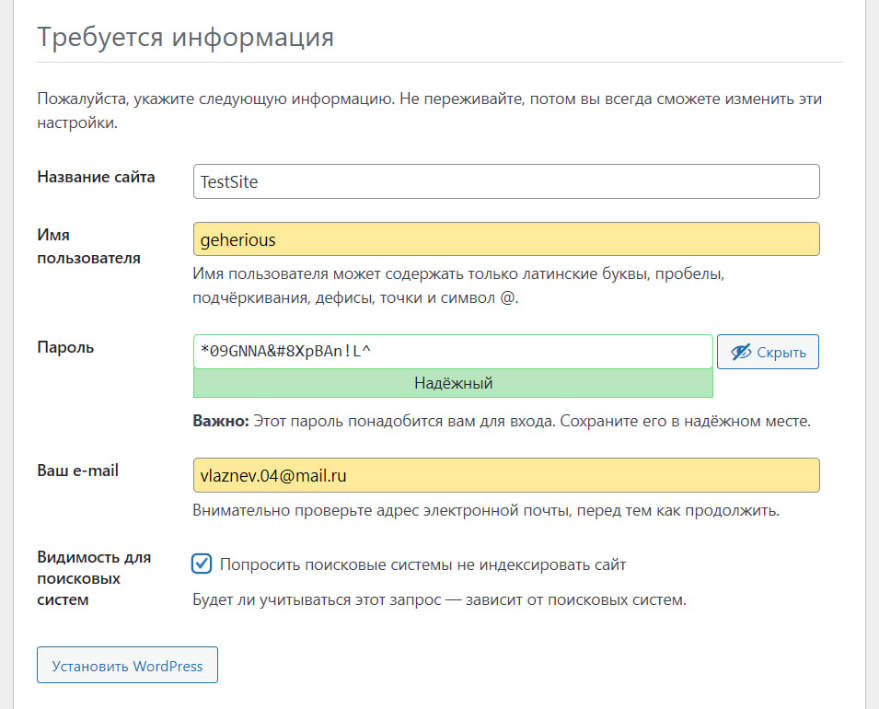 Требуется информация
Пожалуйста, укажите следующую информацию. Не переживайте, потом вы всегда сможете изменить эти
настройки.
Название сайта
TestSite
Имя
пользователя
geherious
Имя пользователя может содержать только латинские буквы, пробелы,
подчёркивания, дефисы, точки и символ @.
Пароль
*09GNNA&#8XpBAn!L^
Скрыть
Надёжный
Важно: Этот пароль понадобится вам для входа. Сохраните его в надёжном месте.
Ваш e-mail
vlaznev.04@mail.ru
Внимательно проверьте адрес электронной почты, перед тем как продолжить.
Видимость для
поисковых
систем
Попросить поисковые системы не индексировать сайт
Будет ли учитываться этот запрос — зависит от поисковых систем.
Установить WordPress